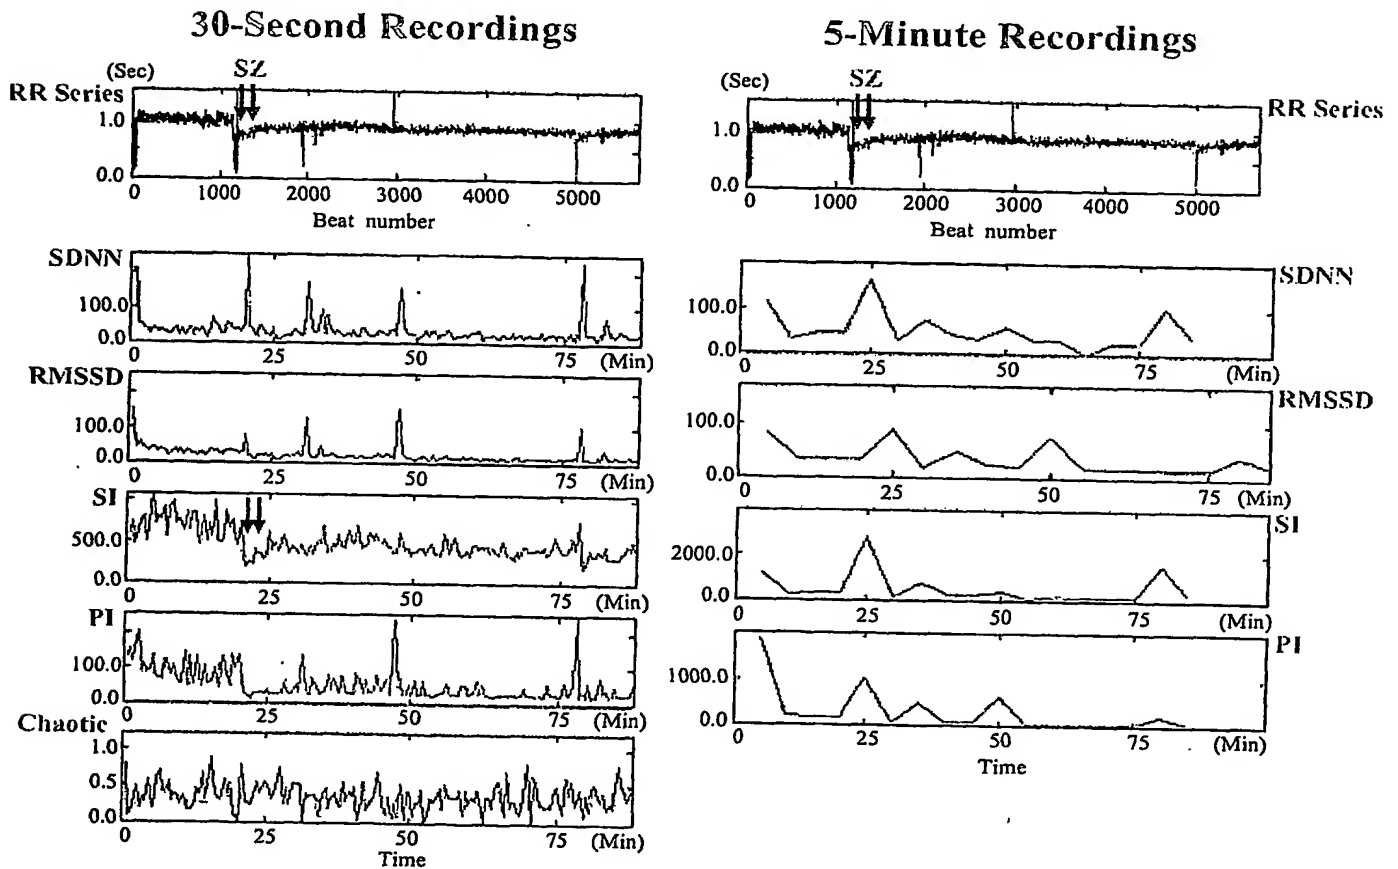 30-Second Recordings
(Sec)
SZ
RR Series
1.0
0.0
0 1000 2000 3000 4000 5000
Beat number
SDNN
100.0
0.0
0 25 50 75 (Min)
RMSSD
100.0
0.0
0 25 50 75 (Min)
SI
500.0
0.0
0 25 50 75 (Min)
PI
100.0
0.0
0 25 50 75 (Min)
Chaotic
1.0
0.5
0.0
0 25 50 75 (Min)
Time
5-Minute Recordings
(Sec)
SZ
RR Series
1.0
0.0
0 1000 2000 3000 4000 5000
Beat number
SDNN
100.0
0.0
0 25 50 75 (Min)
RMSSD
100.0
0.0
0 25 50 75 (Min)
SI
2000.0
0.0
0 25 50 75 (Min)
PI
1000.0
0.0
0 25 50 75 (Min)
Time